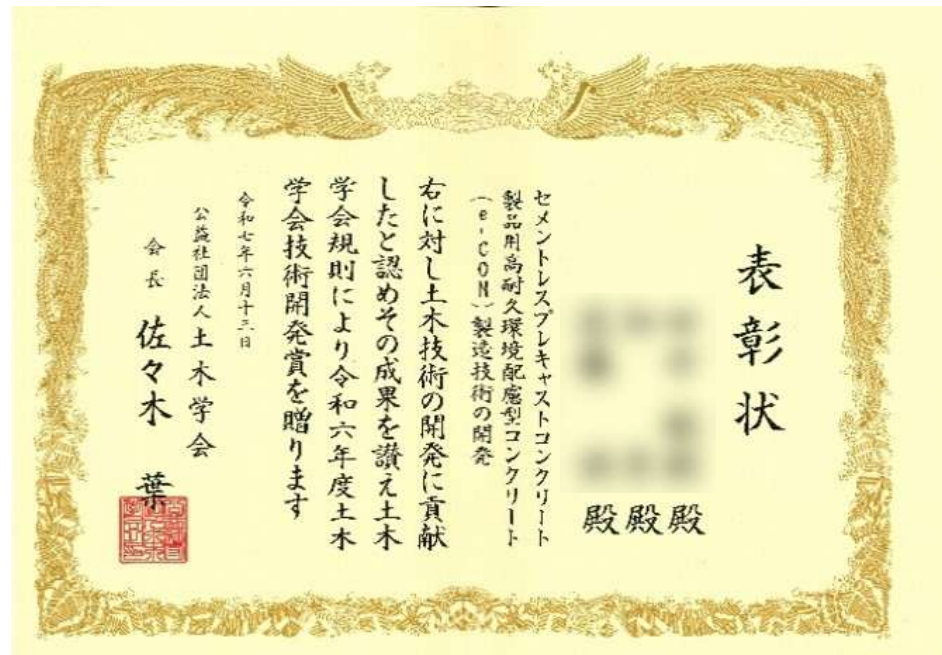 表彰状
殿
殿
殿
セメントレスプレキャストコンクリート
製品用高耐久環境配慮型コンクリート
(e-CON)製造技術の開発
右に対し土木技術の開発に貢献
したと認めその成果を讃え土木
学会規則により令和六年度土木
学会技術開発賞を贈ります
令和七年六月十三日
公益社団法人土木学会
会長 佐々木 葉